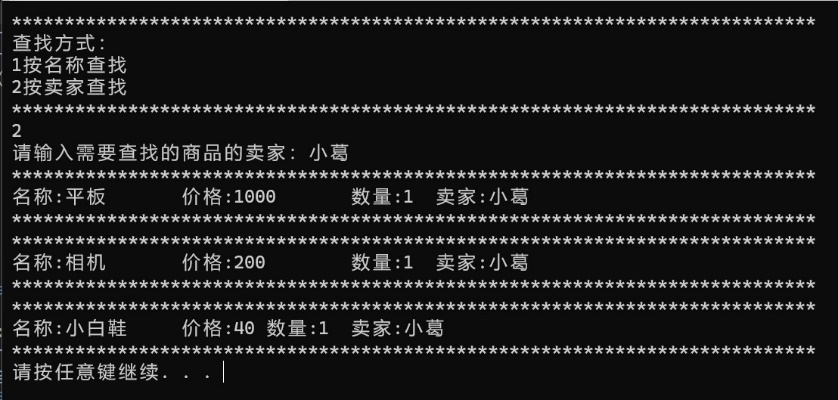 ****************************************************************************
查找方式:
1按名称查找
2按卖家查找
****************************************************************************
2
请输入需要查找的商品的卖家: 小葛
****************************************************************************
名称:平板       价格:1000       数量:1  卖家:小葛
****************************************************************************
****************************************************************************
名称:相机       价格:200        数量:1  卖家:小葛
****************************************************************************
****************************************************************************
名称:小白鞋     价格:40 数量:1  卖家:小葛
****************************************************************************
请按任意键继续. . .